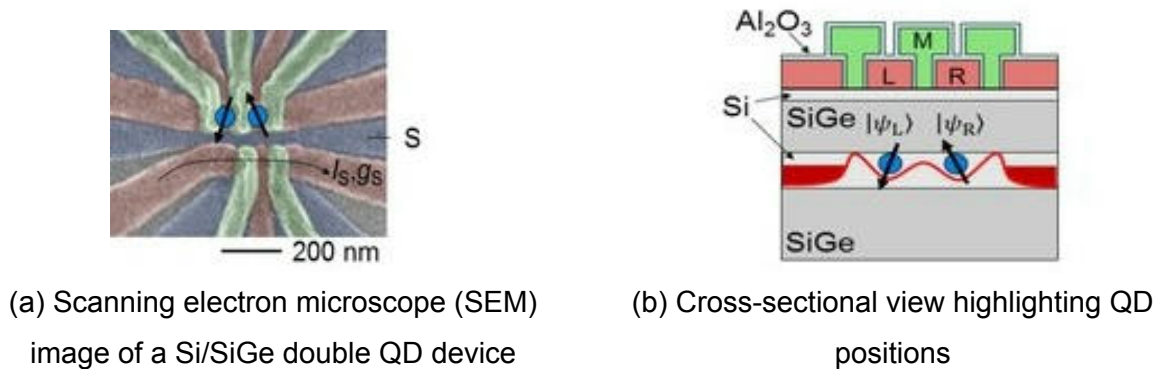 S
I_S,g_S
200 nm
(a) Scanning electron microscope (SEM)
image of a Si/SiGe double QD device
Al₂O₃
M
L R
Si
SiGe |ψ_L⟩ |ψ_R⟩
SiGe
(b) Cross-sectional view highlighting QD
positions